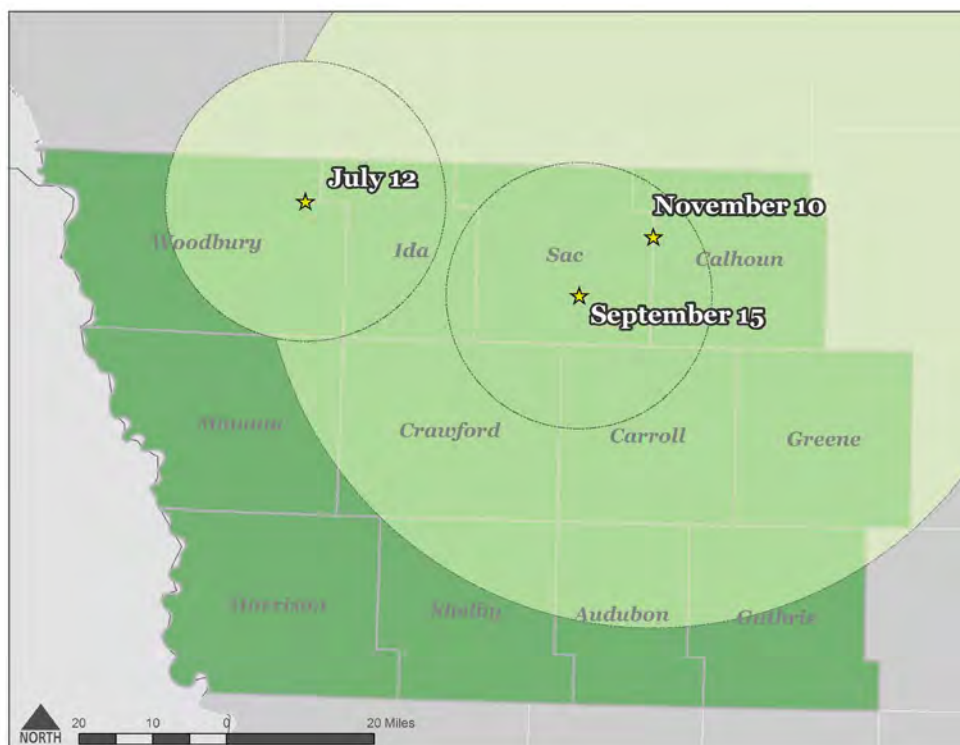 July 12
November 10
Woodbury
Ida
Sac
Calhoun
September 15
Monona
Crawford
Carroll
Greene
Harrison
Shelby
Audubon
Guthrie
20 10 0 20 Miles
NORTH